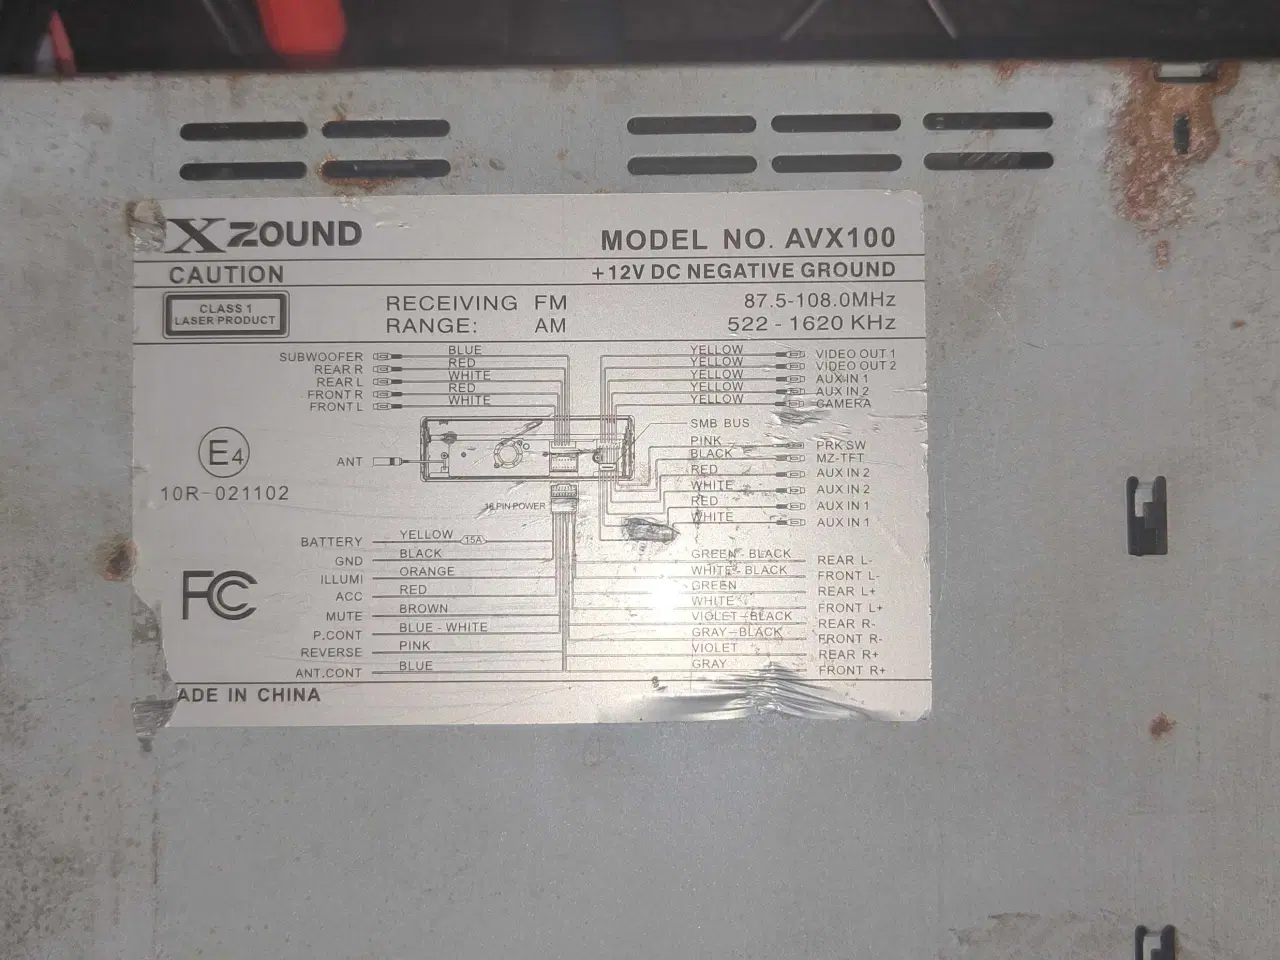 X ZOUND
MODEL NO. AVX100
CAUTION
+12V DC NEGATIVE GROUND
CLASS 1
LASER PRODUCT
RECEIVING FM 87.5-108.0MHz
RANGE: AM 522 - 1620 KHz
SUBWOOFER BLUE
REAR R RED
REAR L WHITE
FRONT R RED
FRONT L WHITE
YELLOW VIDEO OUT 1
YELLOW VIDEO OUT 2
YELLOW AUX IN 1
YELLOW AUX IN 2
YELLOW CAMERA
SMB BUS
ANT
PINK PRK SW
BLACK MZ-TFT
RED AUX IN 2
WHITE AUX IN 2
RED AUX IN 1
WHITE AUX IN 1
E4
10R-021102
16 PIN POWER
BATTERY YELLOW 15A
GND BLACK
ILLUMI ORANGE
ACC RED
MUTE BROWN
P.CONT BLUE - WHITE
REVERSE PINK
ANT.CONT BLUE
GREEN - BLACK REAR L-
WHITE - BLACK FRONT L-
GREEN REAR L+
WHITE FRONT L+
VIOLET - BLACK REAR R-
GRAY - BLACK FRONT R-
VIOLET REAR R+
GRAY FRONT R+
FC
ADE IN CHINA